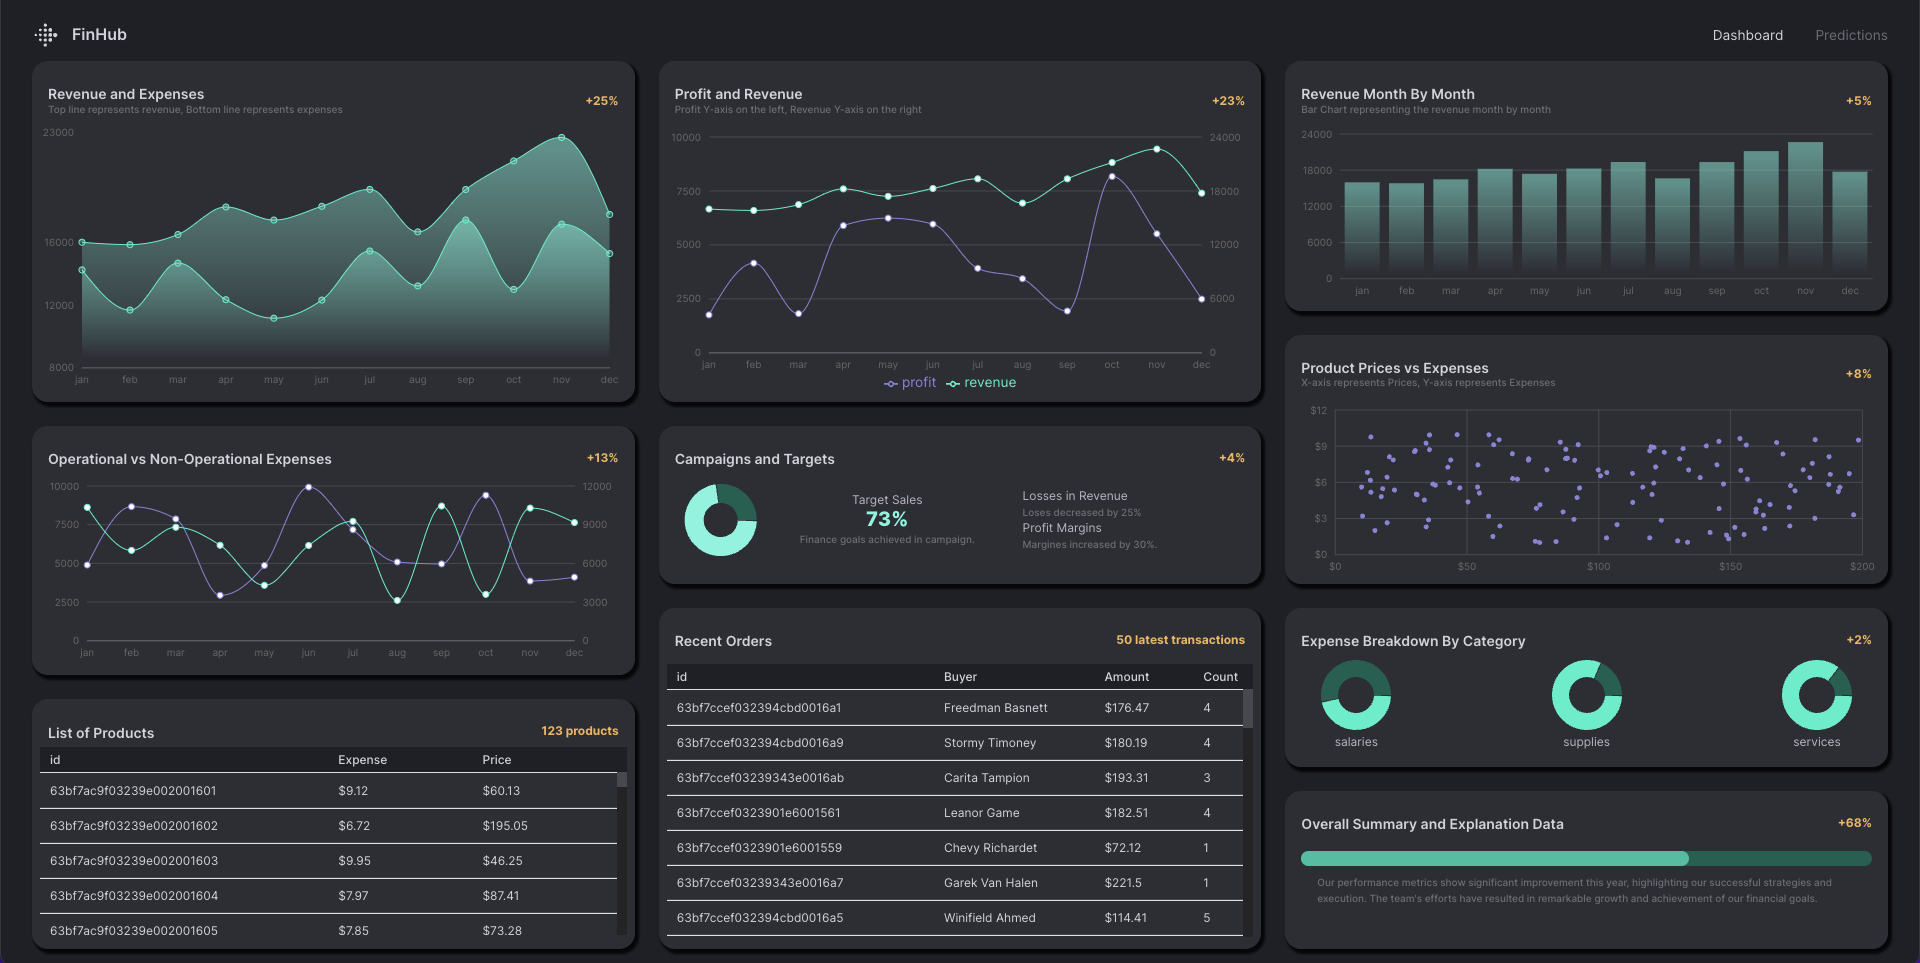 FinHub
Dashboard Predictions
Revenue and Expenses
Top line represents revenue, Bottom line represents expenses
+25%
23000
16000
12000
8000
jan feb mar apr may jun jul aug sep oct nov dec
Operational vs Non-Operational Expenses
+13%
10000 12000
7500 9000
5000 6000
2500 3000
0 0
jan feb mar apr may jun jul aug sep oct nov dec
List of Products
123 products
id Expense Price
63bf7ac9f03239e002001601 $9.12 $60.13
63bf7ac9f03239e002001602 $6.72 $195.05
63bf7ac9f03239e002001603 $9.95 $46.25
63bf7ac9f03239e002001604 $7.97 $87.41
63bf7ac9f03239e002001605 $7.85 $73.28
Profit and Revenue
Profit Y-axis on the left, Revenue Y-axis on the right
+23%
10000 24000
7500 18000
5000 12000
2500 6000
0 0
jan feb mar apr may jun jul aug sep oct nov dec
profit revenue
Campaigns and Targets
+4%
Target Sales
73%
Finance goals achieved in campaign.
Losses in Revenue
Loses decreased by 25%
Profit Margins
Margines increased by 30%.
Recent Orders
50 latest transactions
id Buyer Amount Count
63bf7ccef032394cbd0016a1 Freedman Basnett $176.47 4
63bf7ccef032394cbd0016a9 Stormy Timoney $180.19 4
63bf7ccef03239343e0016ab Carita Tampion $193.31 3
63bf7ccef0323901e6001561 Leanor Game $182.51 4
63bf7ccef0323901e6001559 Chevy Richardet $72.12 1
63bf7ccef03239343e0016a7 Garek Van Halen $221.5 1
63bf7ccef032394cbd0016a5 Winifield Ahmed $114.41 5
Revenue Month By Month
Bar Chart representing the revenue month by month
+5%
24000
18000
12000
6000
0
jan feb mar apr may jun jul aug sep oct nov dec
Product Prices vs Expenses
X-axis represents Prices, Y-axis represents Expenses
+8%
$12
$9
$6
$3
$0
$0 $50 $100 $150 $200
Expense Breakdown By Category
+2%
salaries supplies services
Overall Summary and Explanation Data
+68%
Our performance metrics show significant improvement this year, highlighting our successful strategies and
execution. The team's efforts have resulted in remarkable growth and achievement of our financial goals.